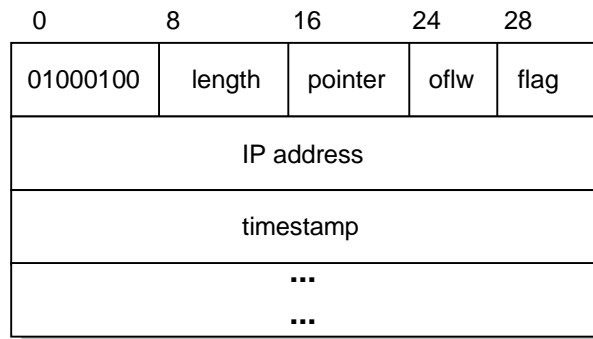 0 8 16 24 28
01000100 length pointer oflw flag
IP address
timestamp
...
...